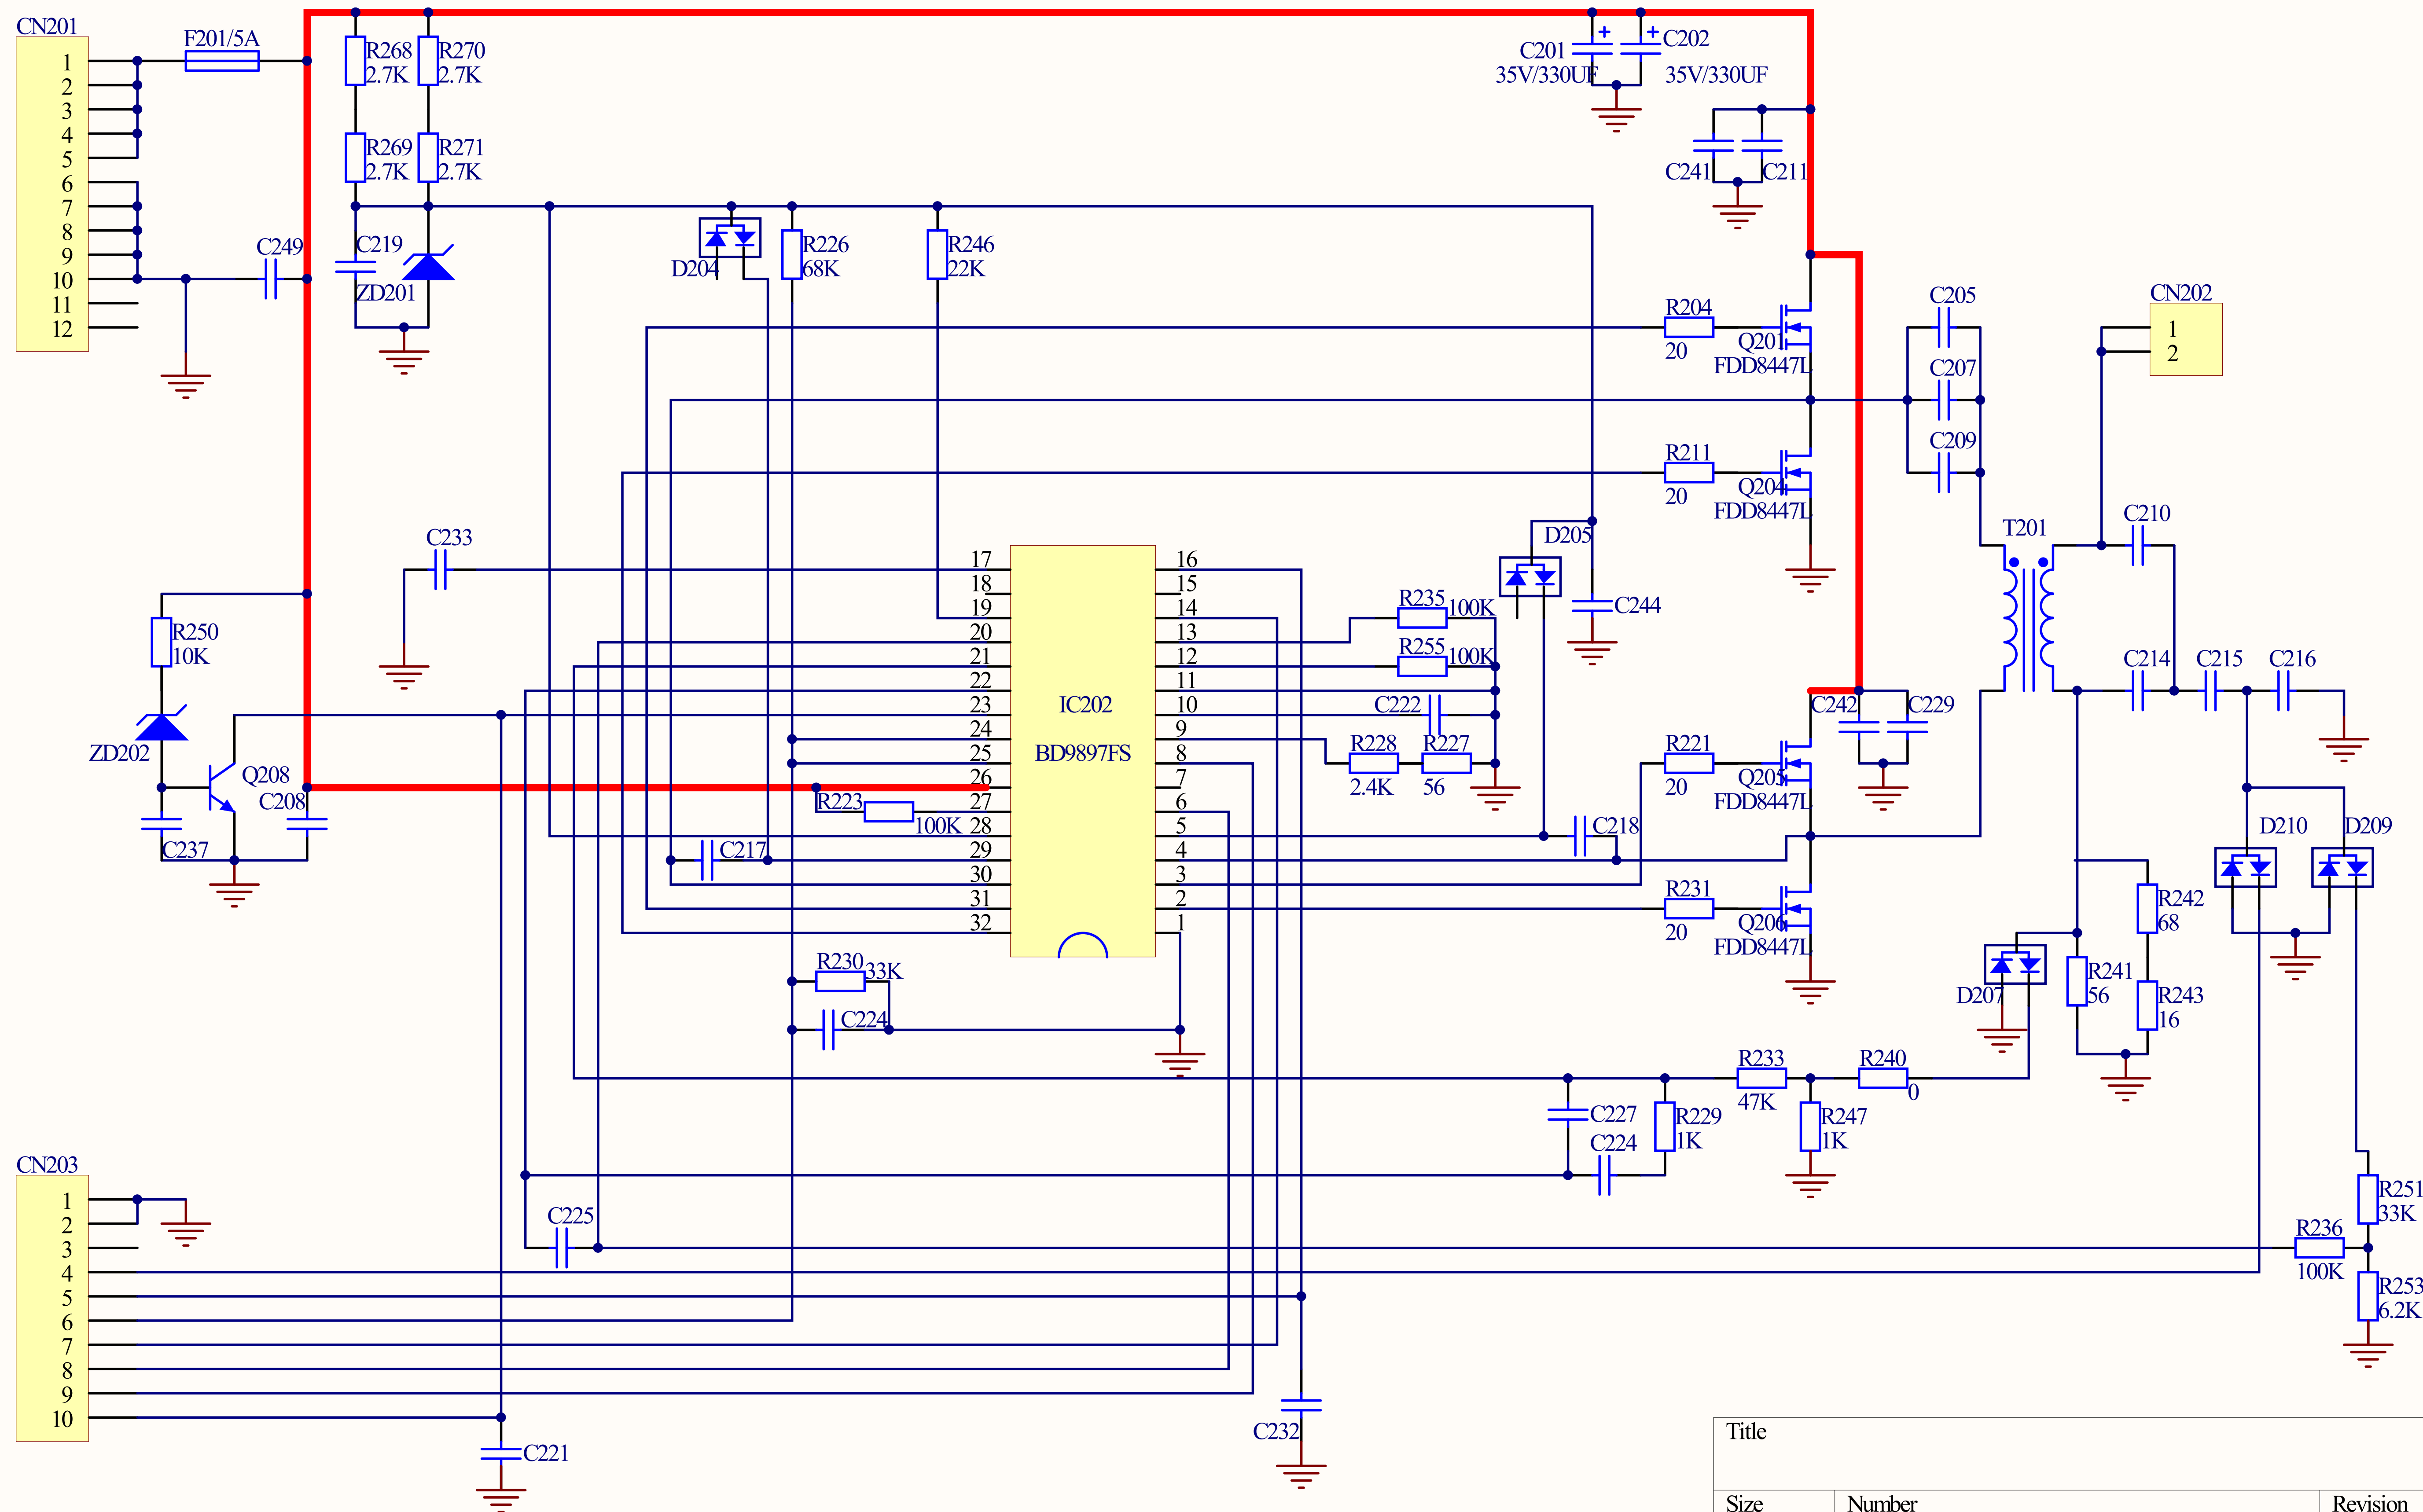 CN201
1
2
3
4
5
6
7
8
9
10
11
12
F201/5A
C249
R268
2.7K
R270
2.7K
R269
2.7K
R271
2.7K
C219
ZD201
D204
R226
68K
R246
22K
C201
35V/330UF
C202
35V/330UF
C241
C211
R204
20
Q201
FDD8447L
R211
20
Q204
FDD8447L
C205
C207
C209
CN202
1
2
T201
C210
C214
C215
C216
C233
R250
10K
ZD202
Q208
C208
C237
17
18
19
20
21
22
23
24
25
26
27
28
29
30
31
32
IC202
BD9897FS
16
15
14
13
12
11
10
9
8
7
6
5
4
3
2
1
R223
100K
C217
R230
33K
C224
R235
100K
R255
100K
C222
R228
2.4K
R227
56
D205
C244
C218
R221
20
Q205
FDD8447L
C242
C229
R231
20
Q206
FDD8447L
D210
D209
R242
68
R243
16
R241
56
D207
R233
47K
R240
0
C227
R229
1K
R247
1K
C224
C225
R236
100K
R251
33K
R253
6.2K
CN203
1
2
3
4
5
6
7
8
9
10
C221
C232
Title
Size
Number
Revision